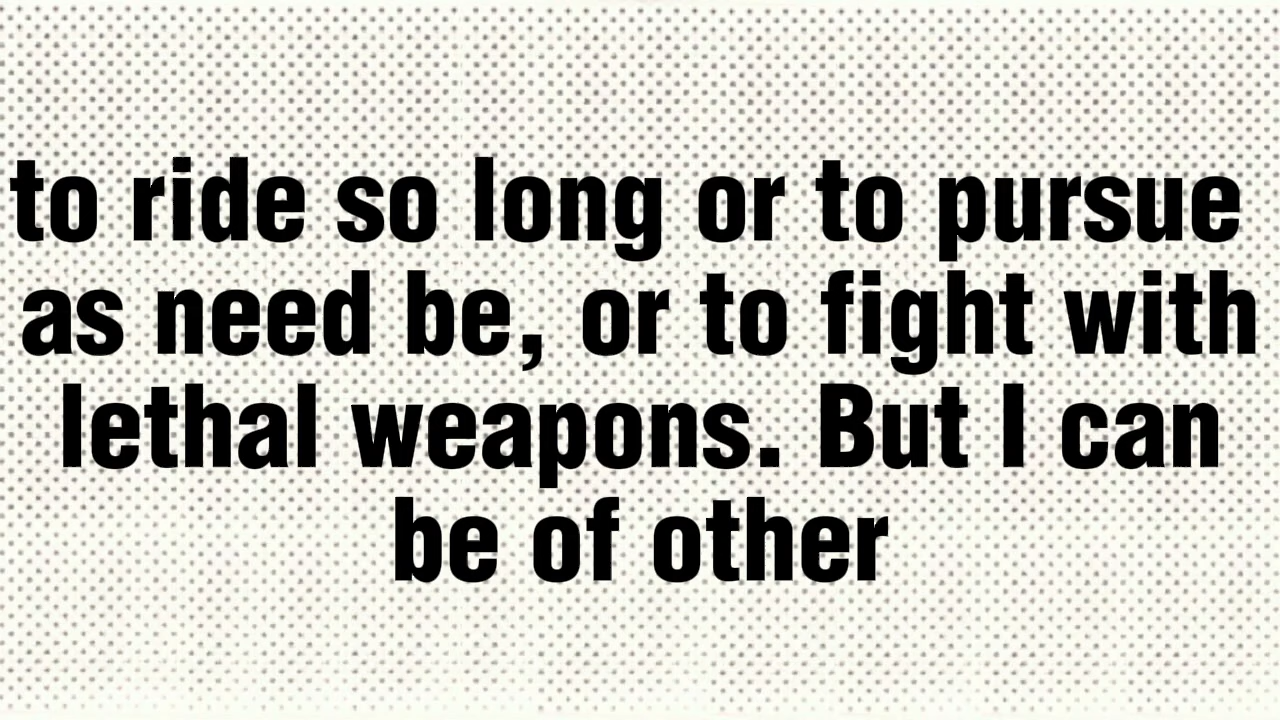 to ride so long or to pursue
as need be, or to fight with
lethal weapons. But I can
be of other